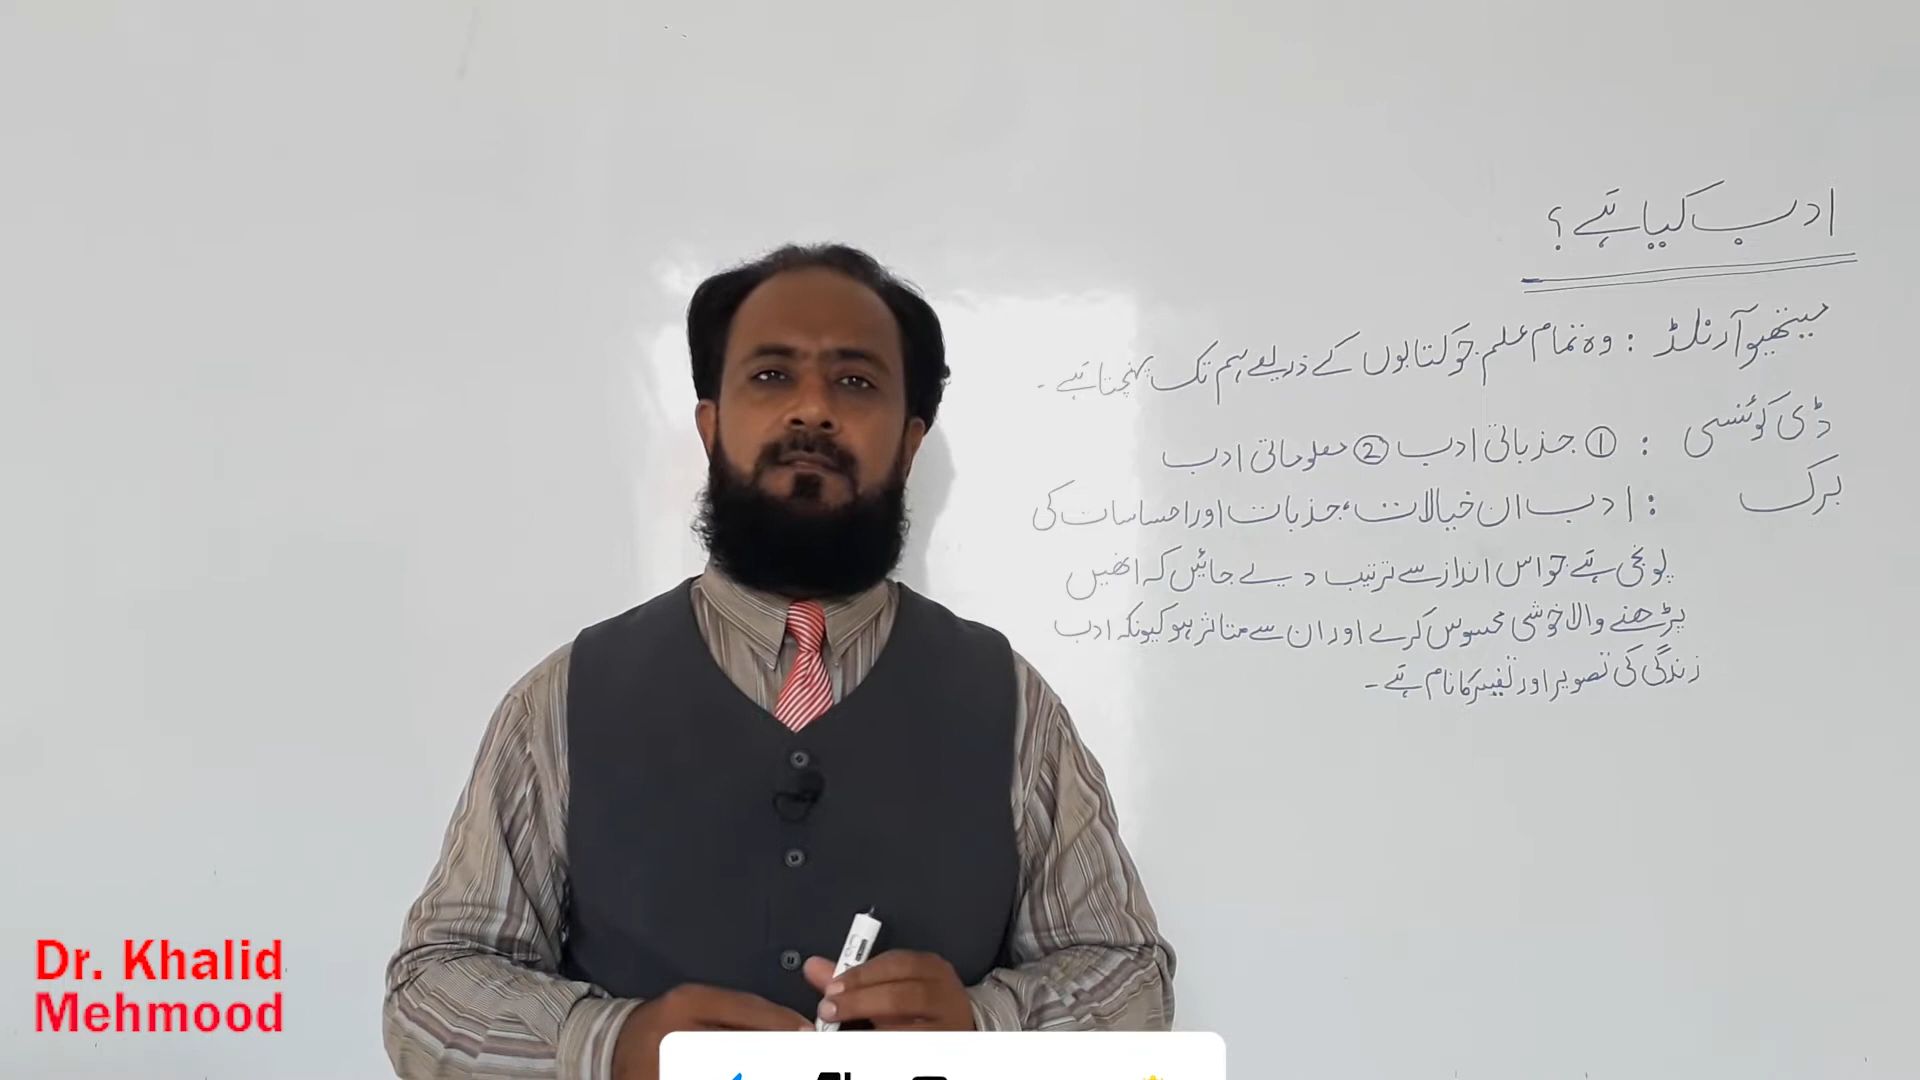 ادب کیا ہے؟
میتھیو آرنلڈ : وہ تمام علم جو کتابوں کے ذریعے ہم تک پہنچتا ہے۔
ڈی کوئنسی : ① جذباتی ادب ② معلوماتی ادب
برک : ادب ان خیالات، جذبات اور احساسات کی
پونجی ہے جو اس انداز سے ترتیب دیے جائیں کہ انھیں
پڑھنے والا خوشی محسوس کرے اور ان سے متاثر ہو کیونکہ ادب
زندگی کی تصویر اور تفسیر کا نام ہے۔
Dr. Khalid
Mehmood